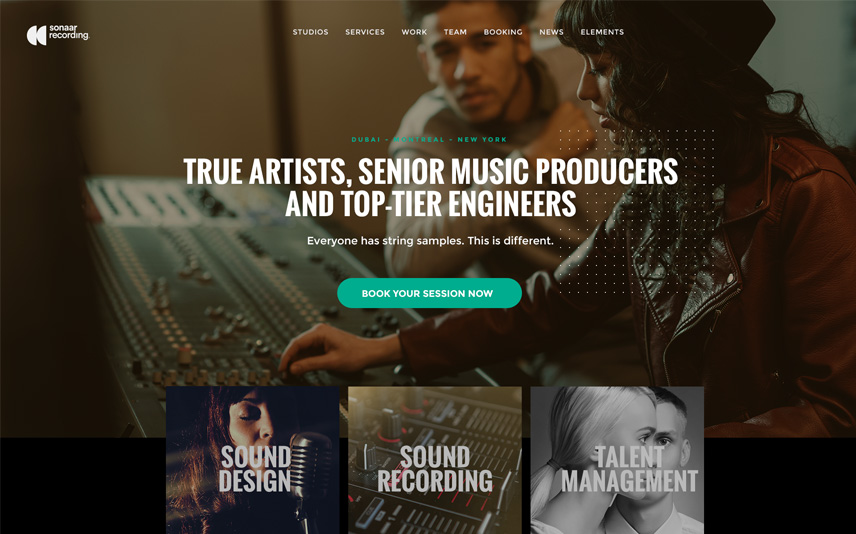 sonaar
recording.
STUDIOS SERVICES WORK TEAM BOOKING NEWS ELEMENTS
DUBAI - MONTREAL - NEW YORK
TRUE ARTISTS, SENIOR MUSIC PRODUCERS
AND TOP-TIER ENGINEERS
Everyone has string samples. This is different.
BOOK YOUR SESSION NOW
SOUND
DESIGN
SOUND
RECORDING
TALENT
MANAGEMENT